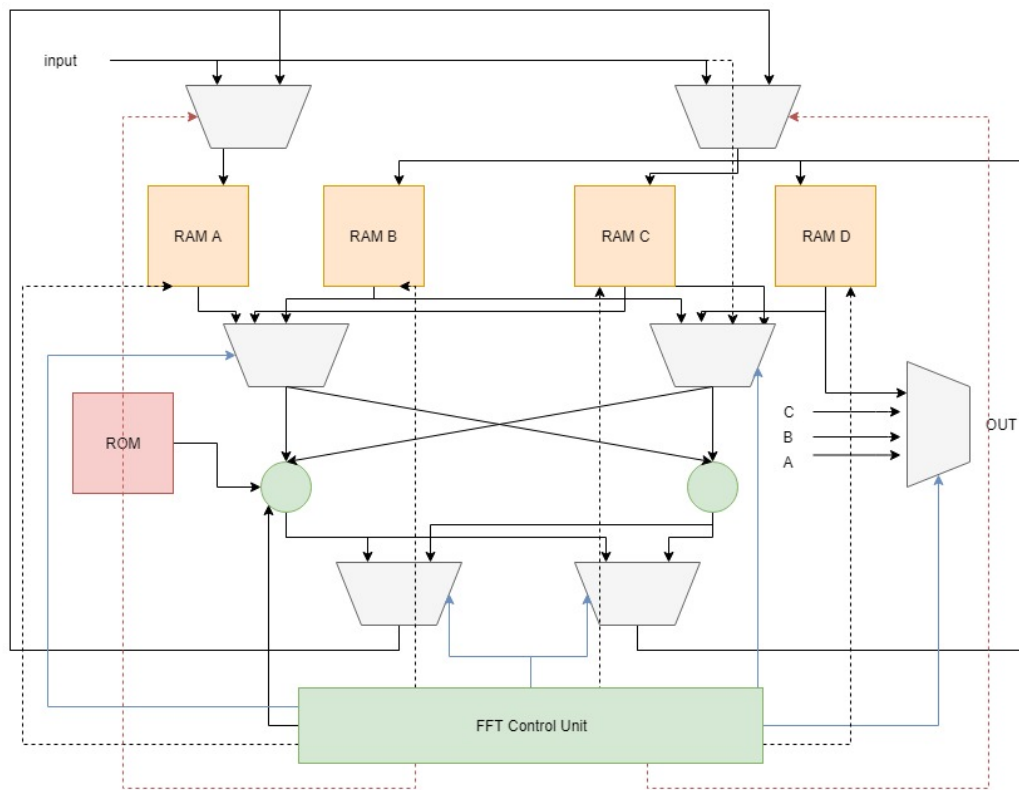 input
RAM A
RAM B
RAM C
RAM D
C
B
A
OUT
ROM
FFT Control Unit